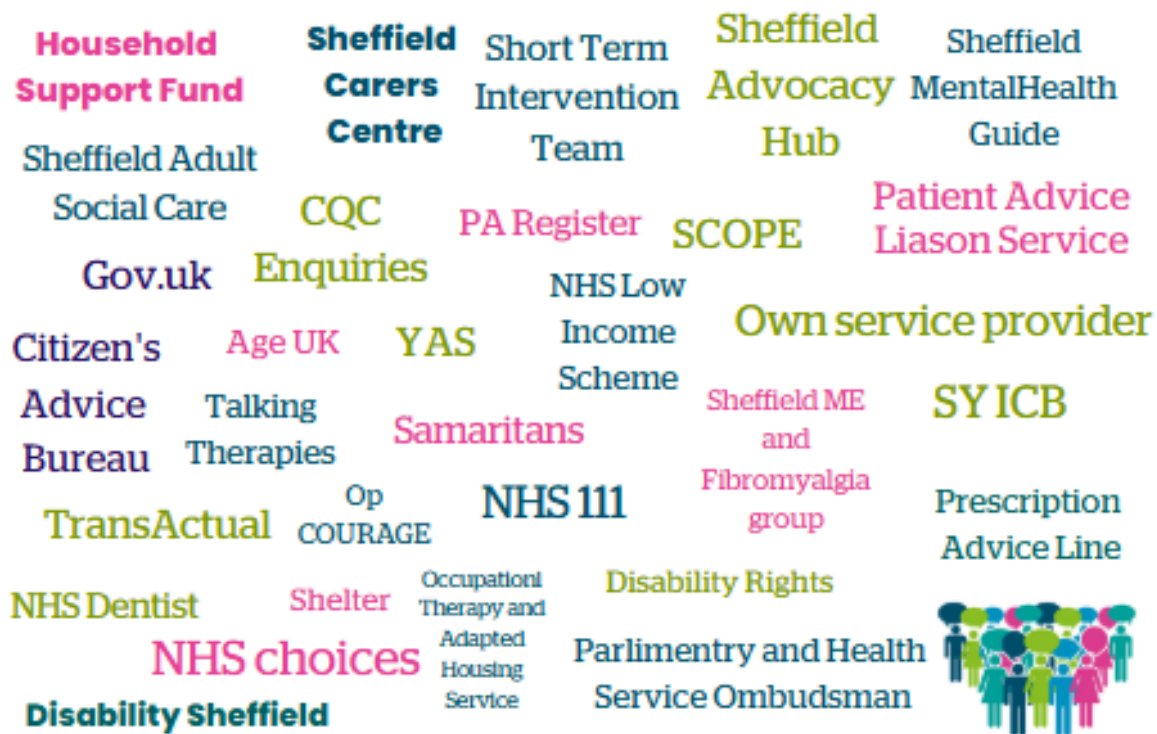 Household
Support Fund
Sheffield
Carers
Centre
Short Term
Intervention
Team
Sheffield
Advocacy
Hub
Sheffield
MentalHealth
Guide
Sheffield Adult
Social Care
CQC
Enquiries
PA Register
SCOPE
Patient Advice
Liason Service
Gov.uk
NHS Low
Income
Scheme
Own service provider
Citizen's
Advice
Bureau
Age UK
YAS
Talking
Therapies
Samaritans
Sheffield ME
and
Fibromyalgia
group
SY ICB
TransActual
Op
COURAGE
NHS 111
Prescription
Advice Line
NHS Dentist
Shelter
Occupationl
Therapy and
Adapted
Housing
Service
Disability Rights
NHS choices
Parlimentry and Health
Service Ombudsman
Disability Sheffield